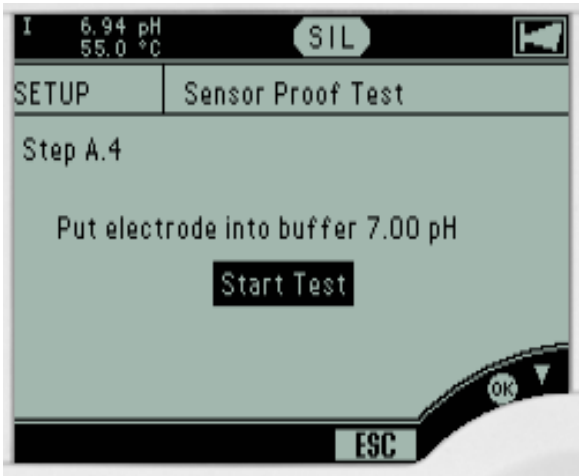 I 6.94 pH
55.0 °C
SIL
SETUP Sensor Proof Test
Step A.4
Put electrode into buffer 7.00 pH
Start Test
OK
ESC